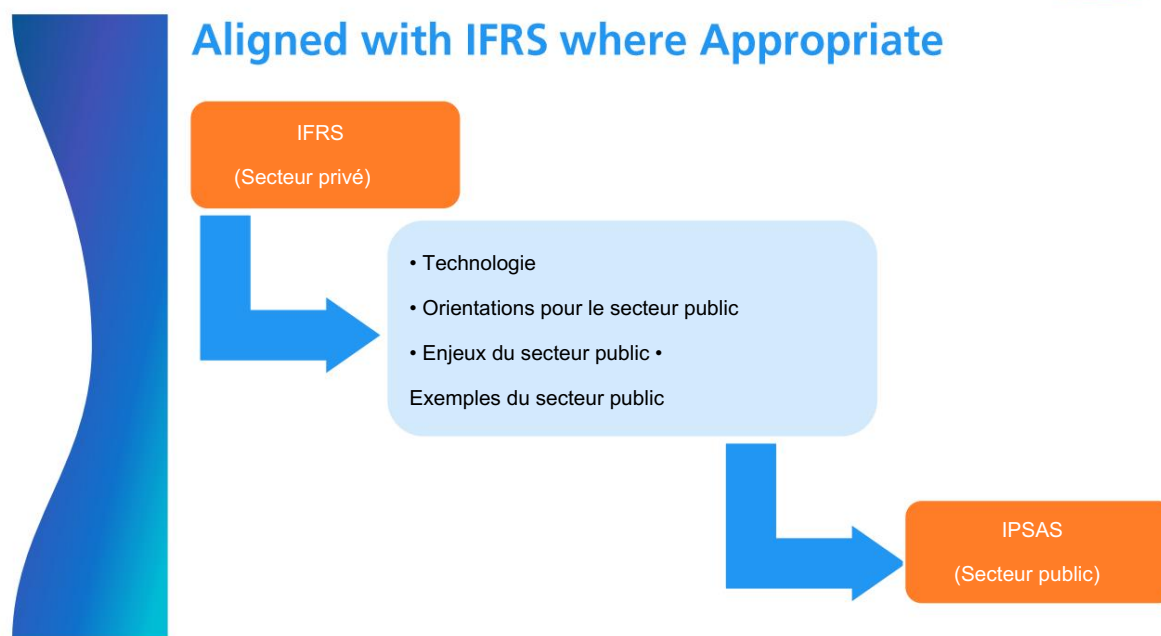 Aligned with IFRS where Appropriate
IFRS
(Secteur privé)
• Technologie
• Orientations pour le secteur public
• Enjeux du secteur public •
Exemples du secteur public
IPSAS
(Secteur public)